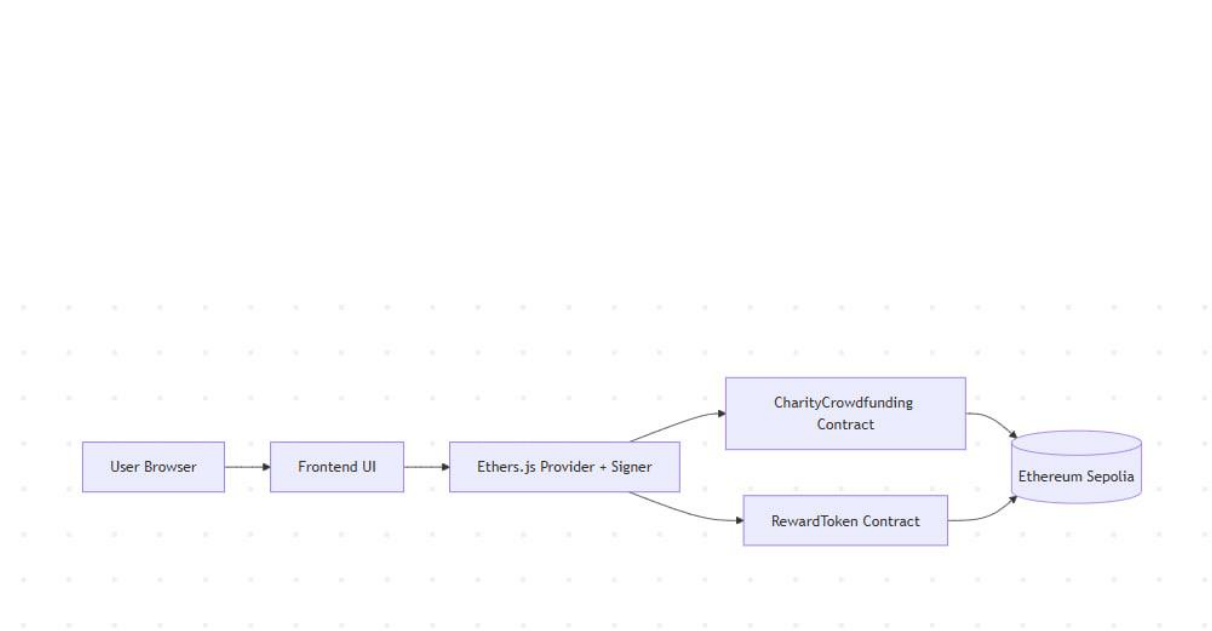 User Browser
Frontend UI
Ethers.js Provider + Signer
CharityCrowdfunding
Contract
RewardToken Contract
Ethereum Sepolia